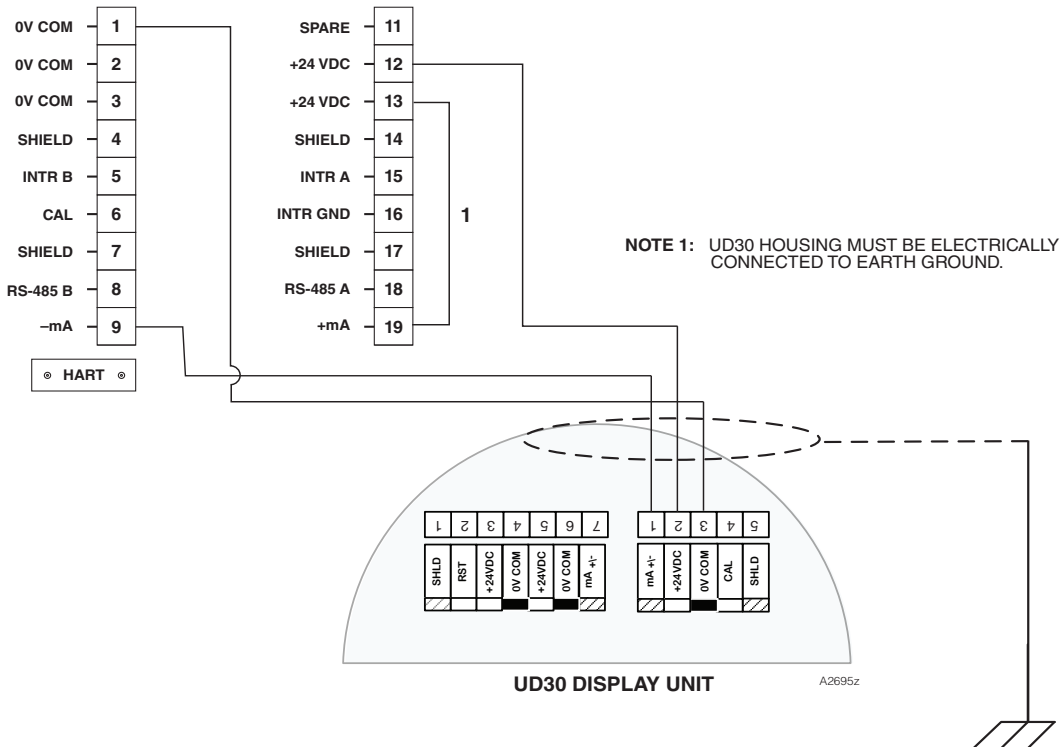 0V COM 1
0V COM 2
0V COM 3
SHIELD 4
INTR B 5
CAL 6
SHIELD 7
RS-485 B 8
–mA 9
HART
SPARE 11
+24 VDC 12
+24 VDC 13
SHIELD 14
INTR A 15
INTR GND 16
SHIELD 17
RS-485 A 18
+mA 19
1
NOTE 1: UD30 HOUSING MUST BE ELECTRICALLY
CONNECTED TO EARTH GROUND.
1 2 3 4 5 6 7
SHLD
RST
+24VDC
0V COM
+24VDC
0V COM
mA +\-
1 2 3 4 5
mA +\-
+24VDC
0V COM
CAL
SHLD
UD30 DISPLAY UNIT
A2695z